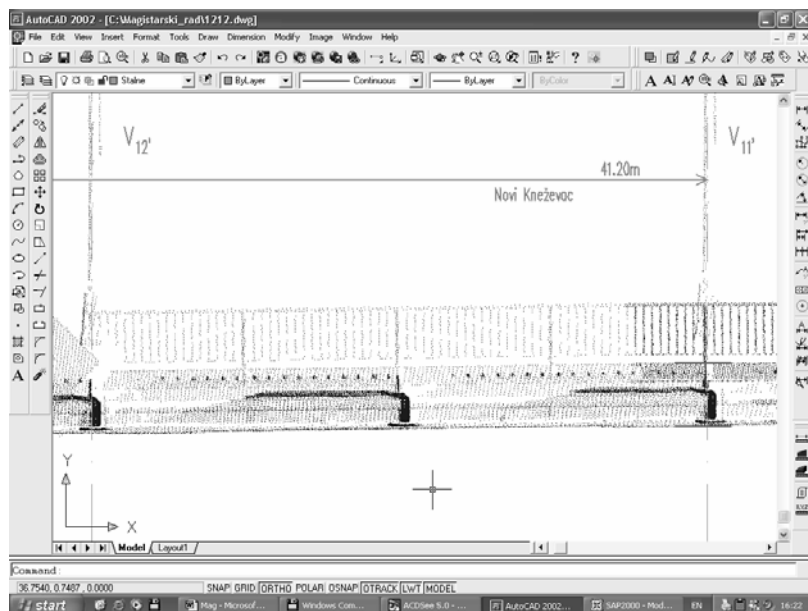 AutoCAD 2002 - [C:\Magistarski_rad\1212.dwg]
File Edit View Insert Format Tools Draw Dimension Modify Image Window Help
Stalne ByLayer Continuous ByLayer ByColor
V12' V11'
41.20m
Novi Kneževac
Y
X
Model Layout1
Command:
36.7540, 0.7487, 0.0000 SNAP GRID ORTHO POLAR OSNAP OTRACK LWT MODEL
start Mag - Microsof... Windows Com... ACDSee 5.0 - ... AutoCAD 2002... SAP2000 - Mod... EN